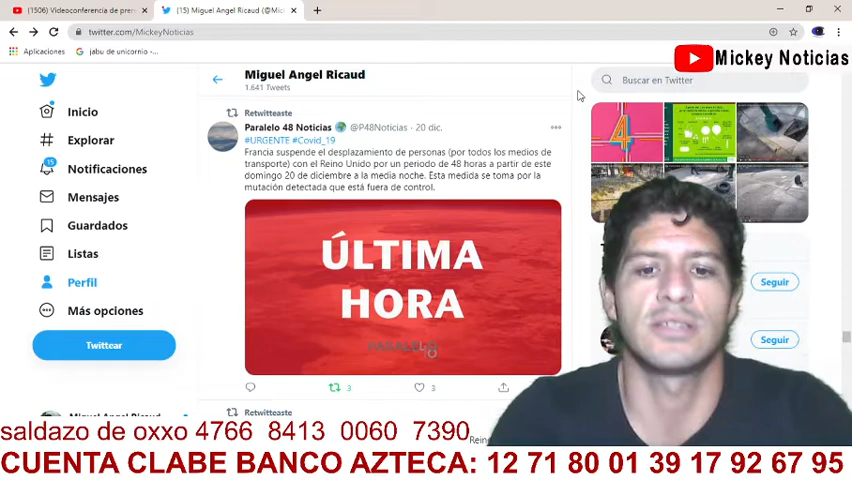 (1506) Videoconferencia de pren
(15) Miguel Angel Ricaud (@Mic
twitter.com/MickeyNoticias
Aplicaciones
jabu de unicornio -...
Mickey Noticias
Miguel Angel Ricaud
1.641 Tweets
Buscar en Twitter
Inicio
Explorar
15
Notificaciones
Mensajes
Guardados
Listas
Perfil
Más opciones
Twittear
Retwitteaste
Paralelo 48 Noticias @P48Noticias · 20 dic.
#URGENTE #Covid_19
Francia suspende el desplazamiento de personas (por todos los medios de
transporte) con el Reino Unido por un periodo de 48 horas a partir de este
domingo 20 de diciembre a la media noche. Esta medida se toma por la
mutación detectada que está fuera de control.
ÚLTIMA
HORA
3
3
4
Seguir
Seguir
Retwitteaste
Miguel Angel Ricaud
saldazo de oxxo 4766 8413 0060 7390
CUENTA CLABE BANCO AZTECA: 12 71 80 01 39 17 92 67 95